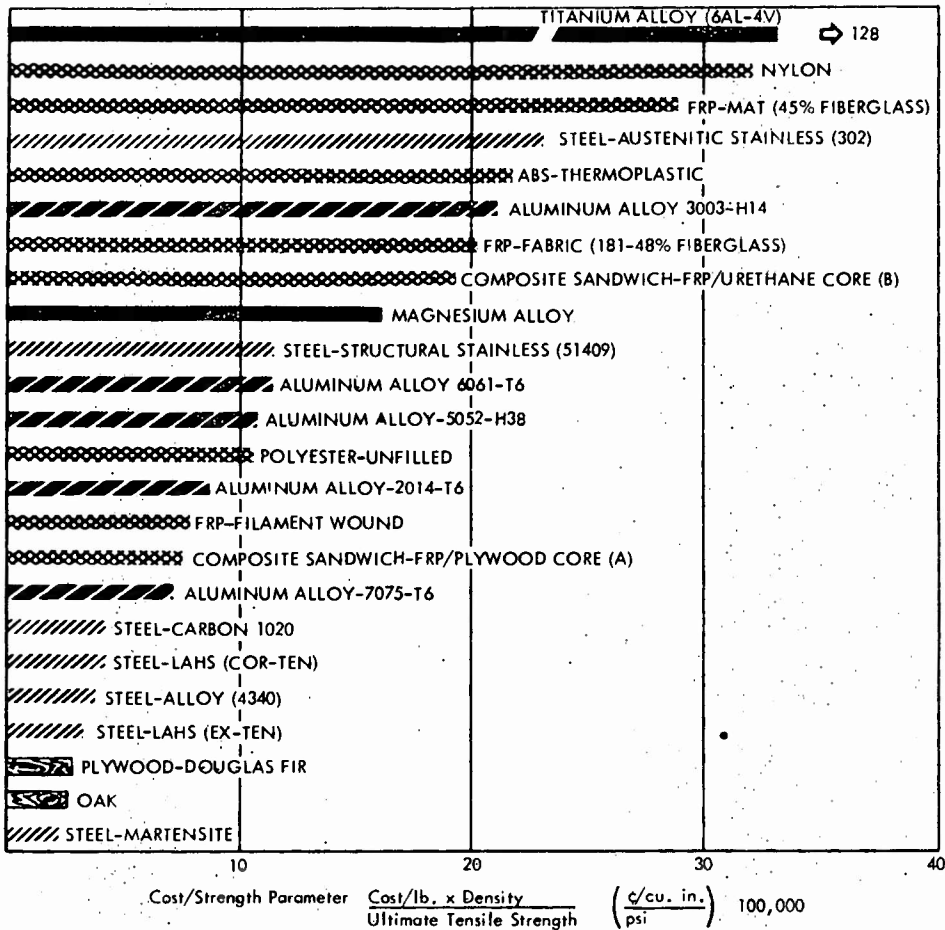 TITANIUM ALLOY (6AL-4V)
128
NYLON
FRP-MAT (45% FIBERGLASS)
STEEL-AUSTENITIC STAINLESS (302)
ABS-THERMOPLASTIC
ALUMINUM ALLOY 3003-H14
FRP-FABRIC (181-48% FIBERGLASS)
COMPOSITE SANDWICH-FRP/URETHANE CORE (B)
MAGNESIUM ALLOY
STEEL-STRUCTURAL STAINLESS (51409)
ALUMINUM ALLOY 6061-T6
ALUMINUM ALLOY-5052-H38
POLYESTER-UNFILLED
ALUMINUM ALLOY-2014-T6
FRP-FILAMENT WOUND
COMPOSITE SANDWICH-FRP/PLYWOOD CORE (A)
ALUMINUM ALLOY-7075-T6
STEEL-CARBON 1020
STEEL-LAHS (COR-TEN)
STEEL-ALLOY (4340)
STEEL-LAHS (EX-TEN)
PLYWOOD-DOUGLAS FIR
OAK
STEEL-MARTENSITE
10 20 30 40
Cost/Strength Parameter Cost/lb. x Density (¢/cu. in.) 100,000
Ultimate Tensile Strength psi